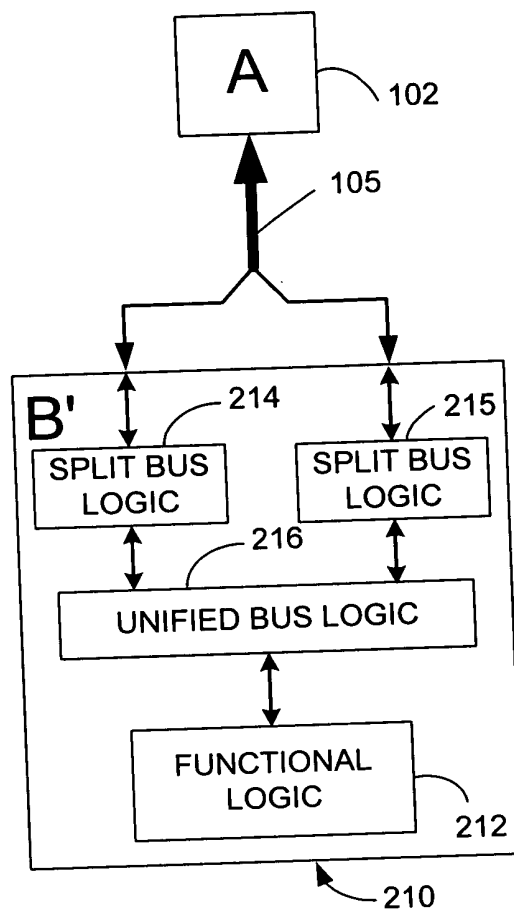 A
102
105
B'
214
215
SPLIT BUS
LOGIC
SPLIT BUS
LOGIC
216
UNIFIED BUS LOGIC
FUNCTIONAL
LOGIC
212
210